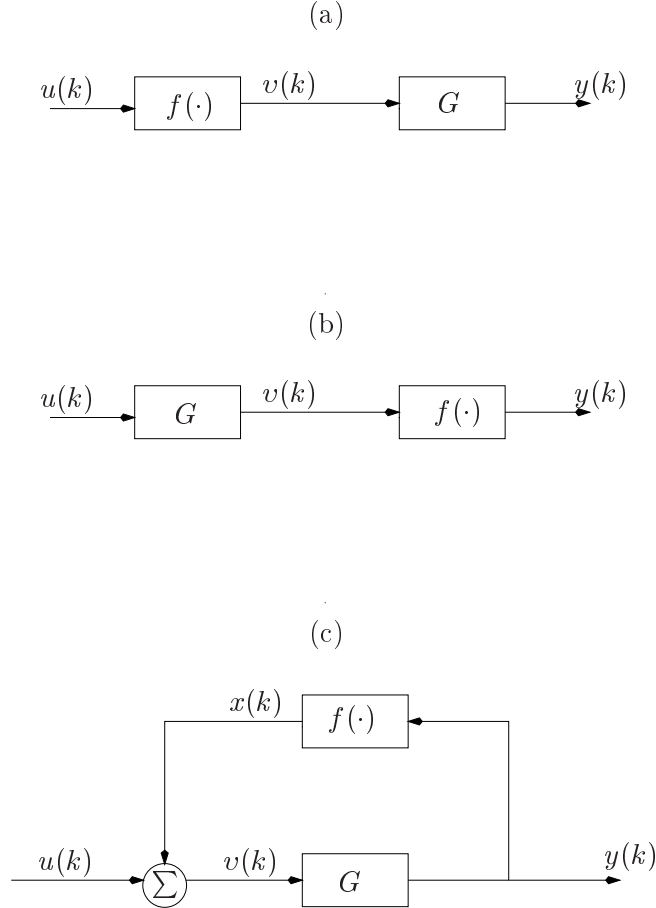 (a)
u(k) f(·) υ(k) G y(k)
(b)
u(k) G υ(k) f(·) y(k)
(c)
x(k) f(·)
u(k) Σ υ(k) G y(k)